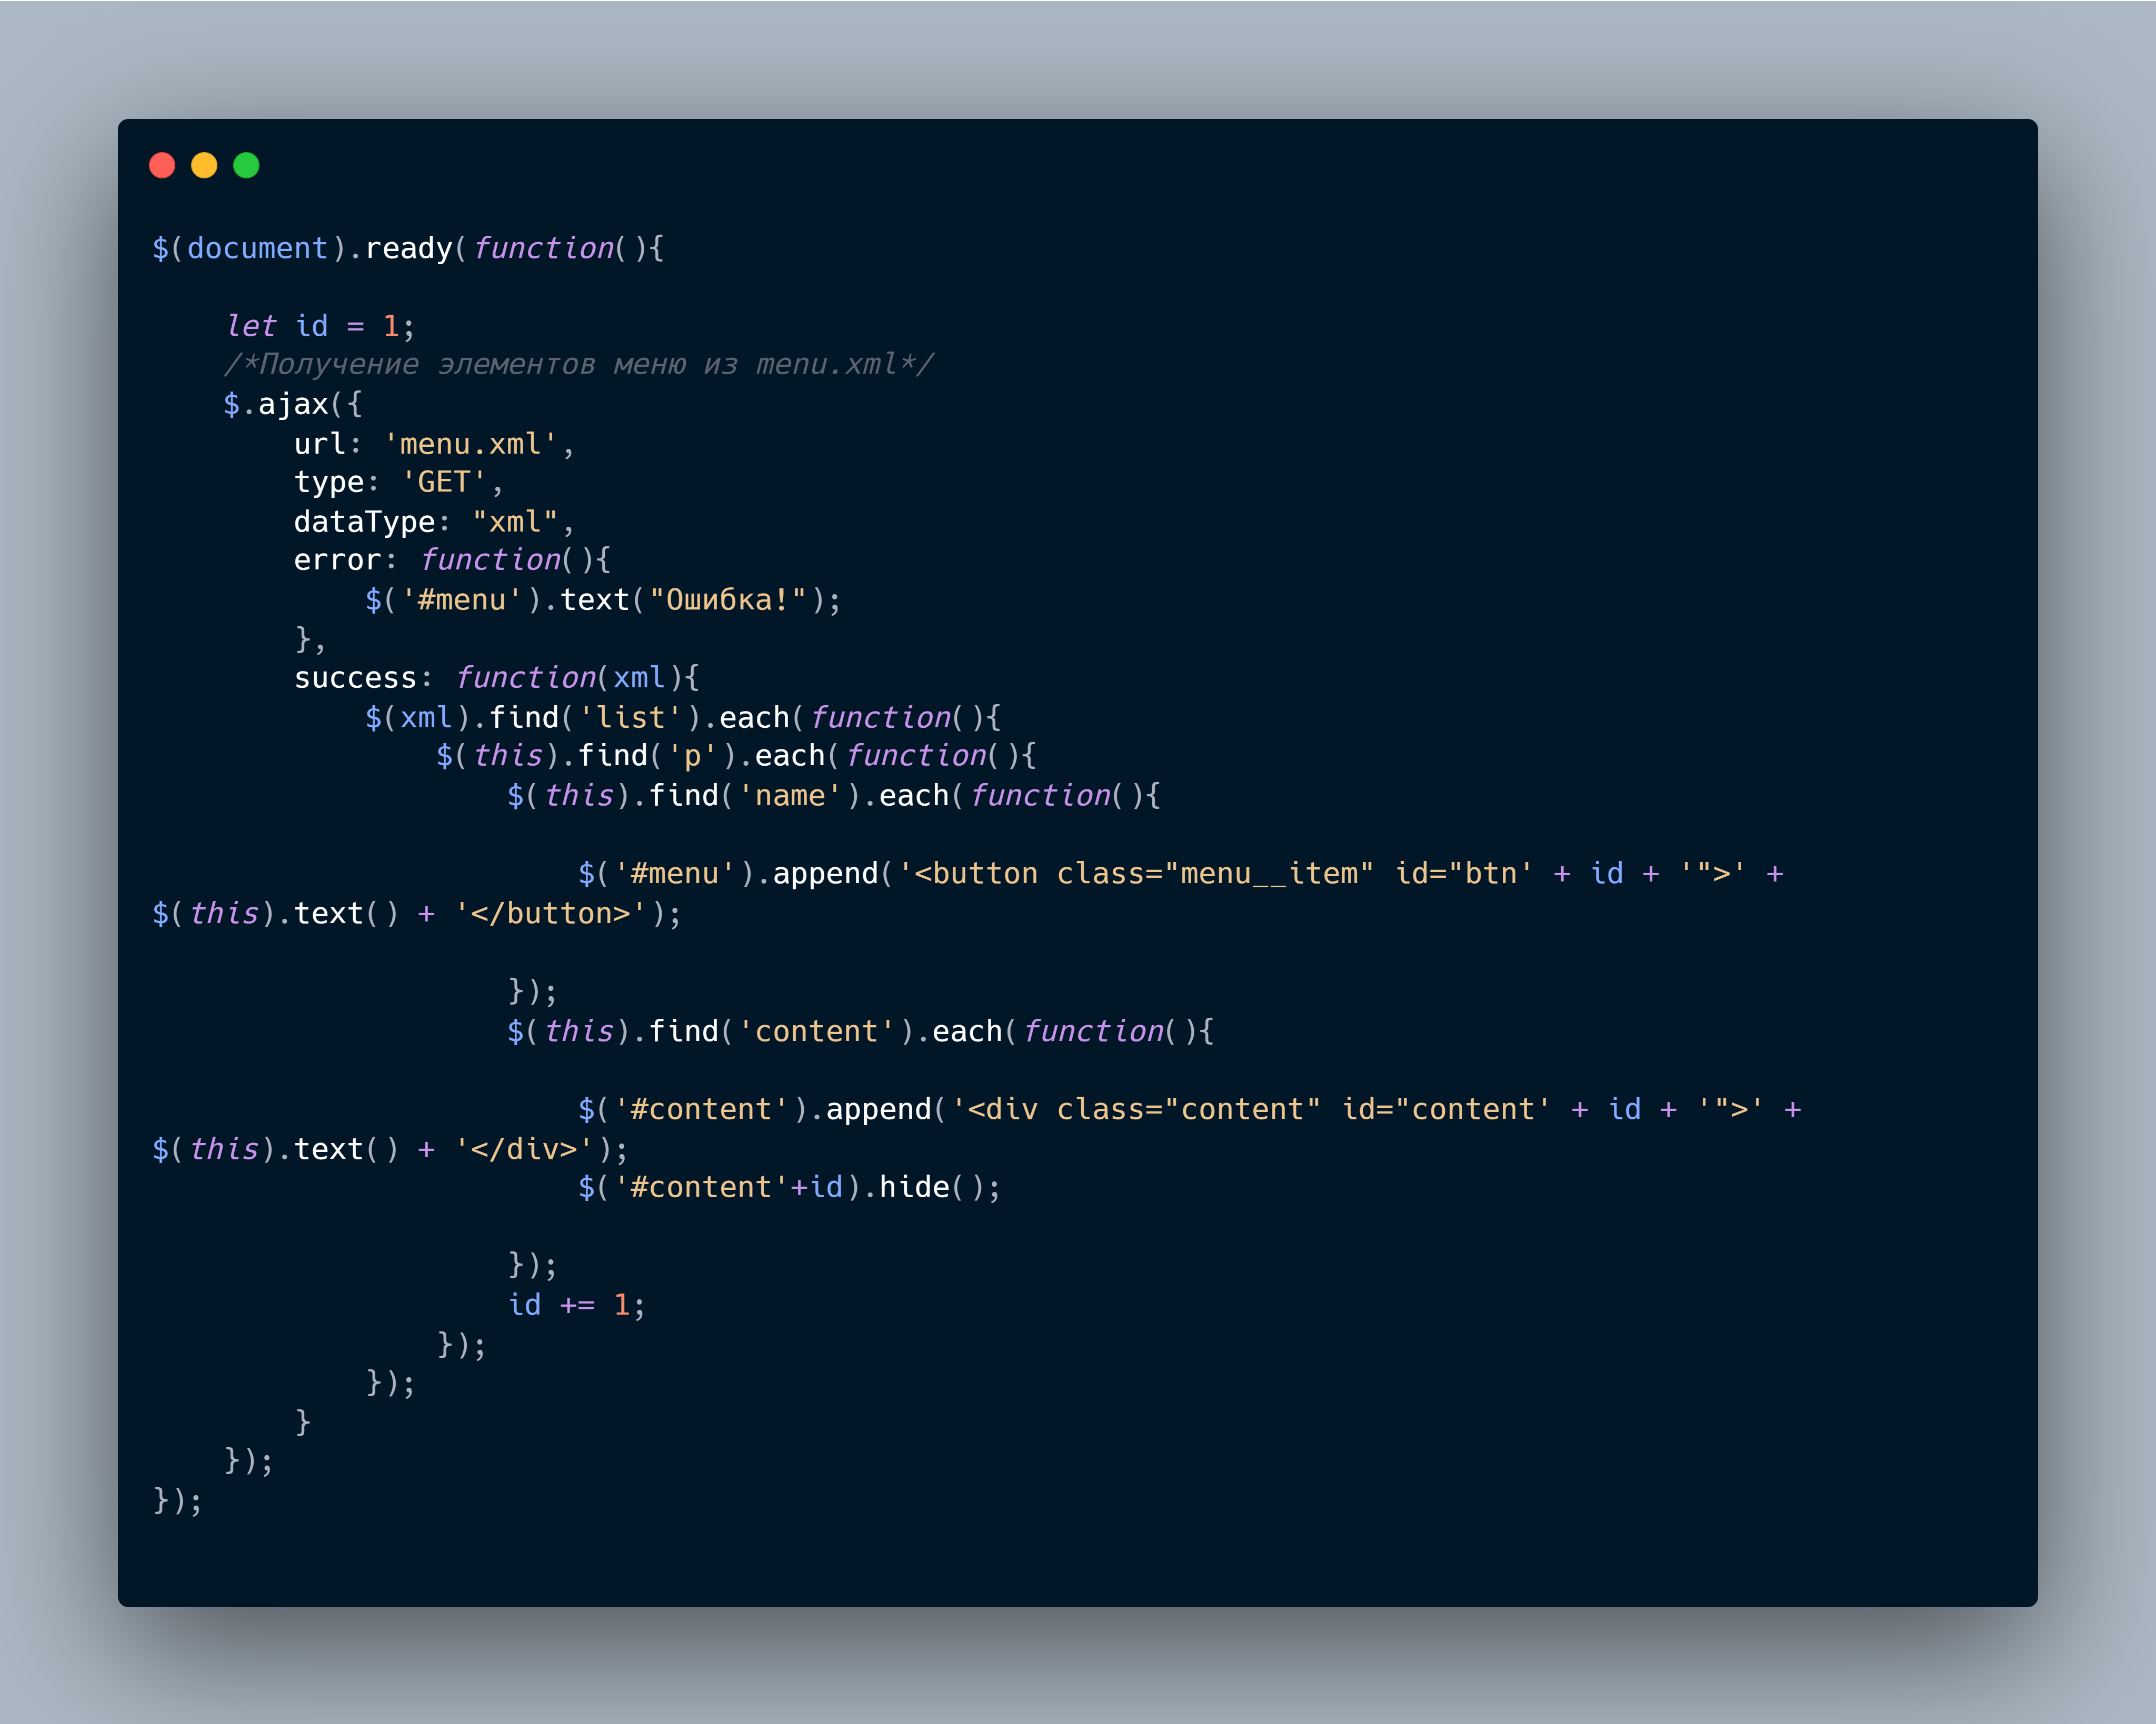 $(document).ready(function(){
    let id = 1;
    /*Получение элементов меню из menu.xml*/
    $.ajax({
        url: 'menu.xml',
        type: 'GET',
        dataType: "xml",
        error: function(){
            $('#menu').text("Ошибка!");
        },
        success: function(xml){
            $(xml).find('list').each(function(){
                $(this).find('p').each(function(){
                    $(this).find('name').each(function(){
                        $('#menu').append('<button class="menu__item" id="btn' + id + '">' +
$(this).text() + '</button>');
                    });
                    $(this).find('content').each(function(){
                        $('#content').append('<div class="content" id="content' + id + '">' +
$(this).text() + '</div>');
                        $('#content'+id).hide();
                    });
                    id += 1;
                });
            });
        }
    });
});